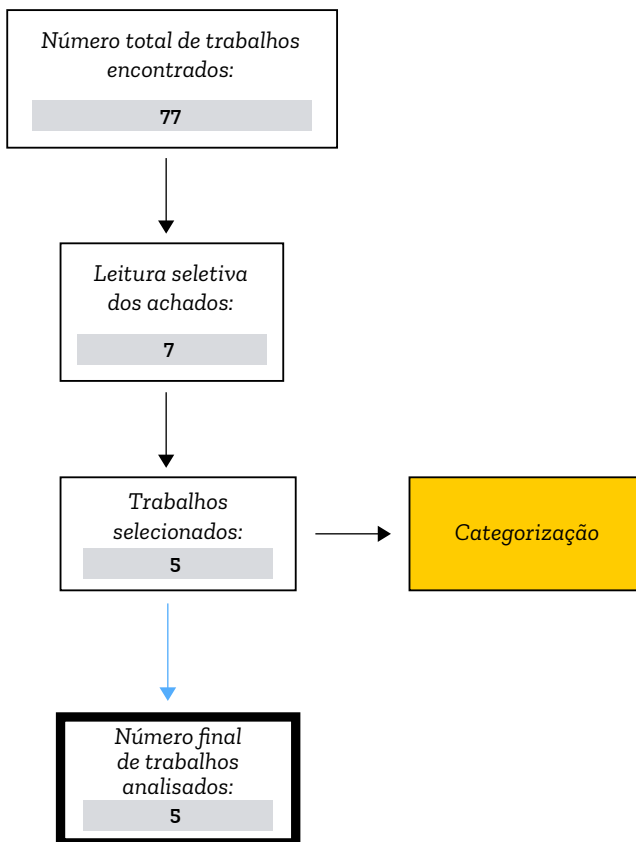 Número total de trabalhos
encontrados:
77
Leitura seletiva
dos achados:
7
Trabalhos
selecionados:
5
Categorização
Número final
de trabalhos
analisados:
5